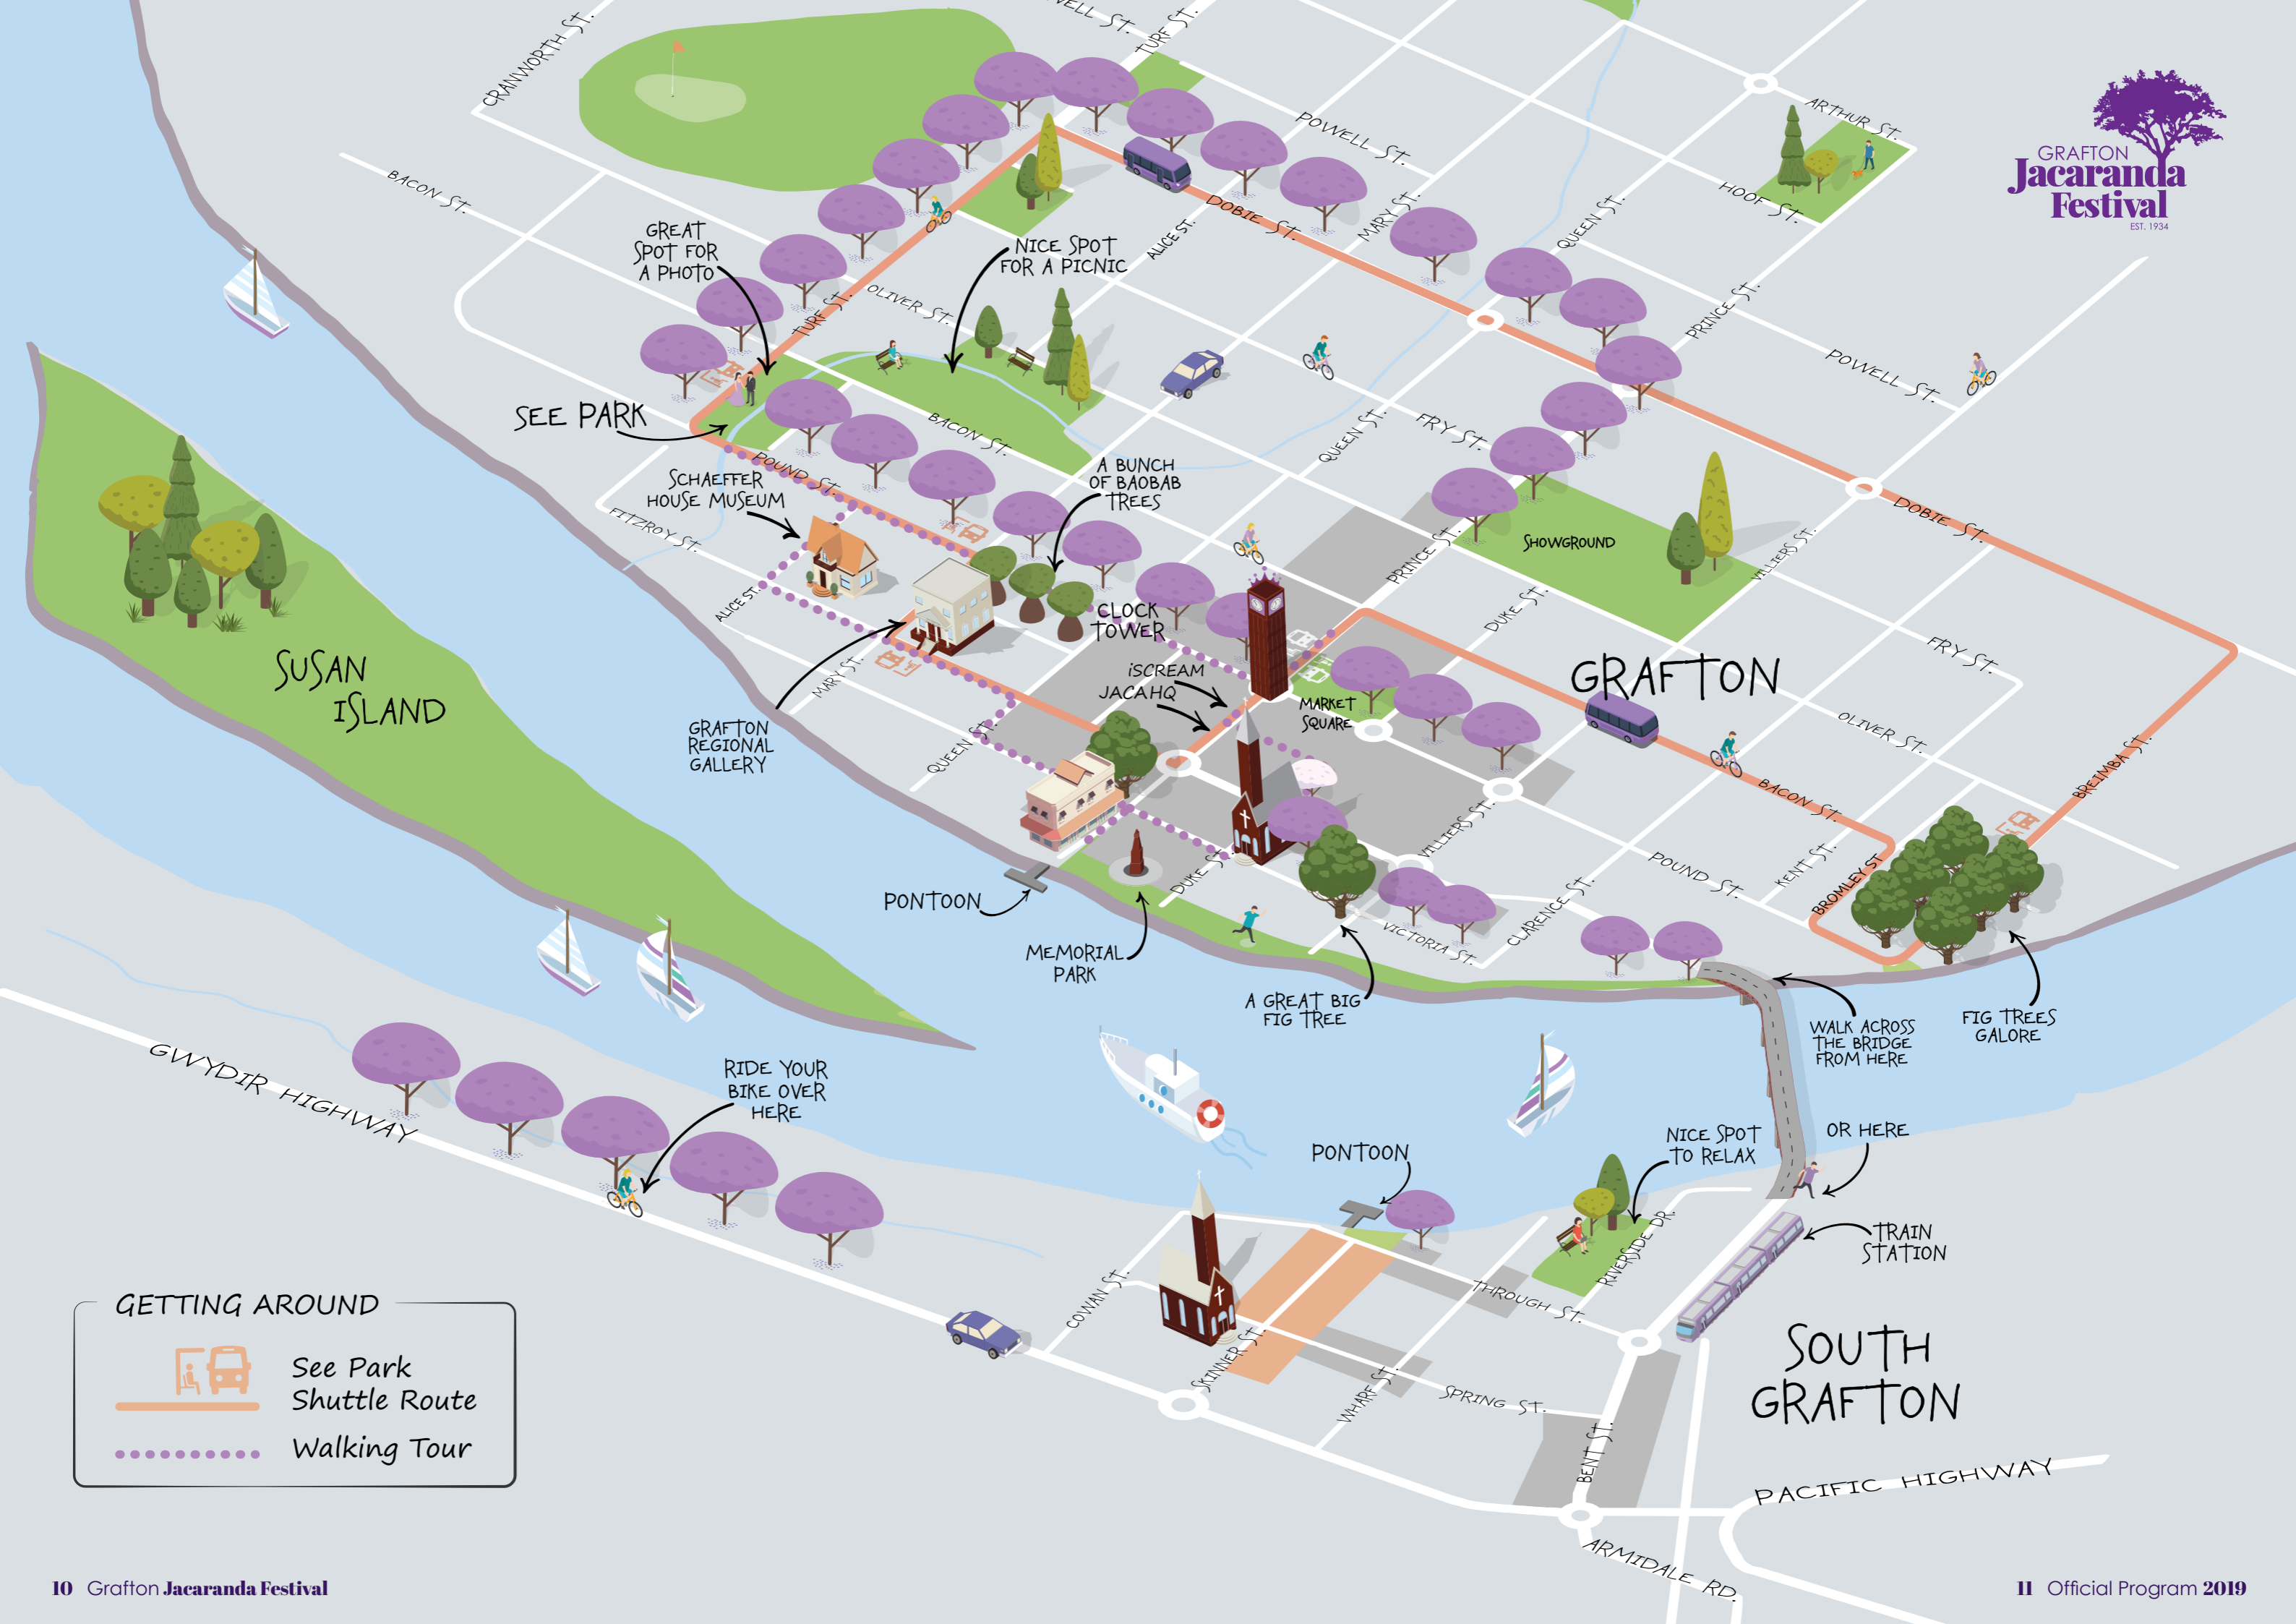 CRANWORTH ST.
TURF ST.
POWELL ST.
ARTHUR ST.
HOOF ST.
GRAFTON
Jacaranda
Festival
EST. 1934
BACON ST.
GREAT
SPOT FOR
A PHOTO
NICE SPOT
FOR A PICNIC
ALICE ST.
DOBIE ST.
MARY ST.
QUEEN ST.
PRINCE ST.
POWELL ST.
TURF ST.
OLIVER ST.
SEE PARK
BACON ST.
QUEEN ST.
FRY ST.
POUND ST.
SCHAEFFER
HOUSE MUSEUM
A BUNCH
OF BAOBAB
TREES
FITZROY ST.
PRINCE ST.
SHOWGROUND
VILLIERS ST.
DOBIE ST.
ALICE ST.
CLOCK
TOWER
DUKE ST.
FRY ST.
SUSAN
ISLAND
MARY ST.
iSCREAM
JACAHQ
MARKET
SQUARE
GRAFTON
GRAFTON
REGIONAL
GALLERY
QUEEN ST.
OLIVER ST.
BREIMBA ST.
BACON ST.
VILLIERS ST.
POUND ST.
KENT ST.
BROMLEY ST
DUKE ST.
PONTOON
CLARENCE ST.
VICTORIA ST.
MEMORIAL
PARK
A GREAT BIG
FIG TREE
WALK ACROSS
THE BRIDGE
FROM HERE
FIG TREES
GALORE
GWYDIR HIGHWAY
RIDE YOUR
BIKE OVER
HERE
PONTOON
NICE SPOT
TO RELAX
OR HERE
TRAIN
STATION
RIVERSIDE DR.
COWAN ST.
THROUGH ST.
SKINNER ST.
WHARF ST.
SPRING ST.
BENT ST.
SOUTH
GRAFTON
PACIFIC HIGHWAY
ARMIDALE RD.
GETTING AROUND
See Park
Shuttle Route
Walking Tour
10 Grafton Jacaranda Festival
11 Official Program 2019